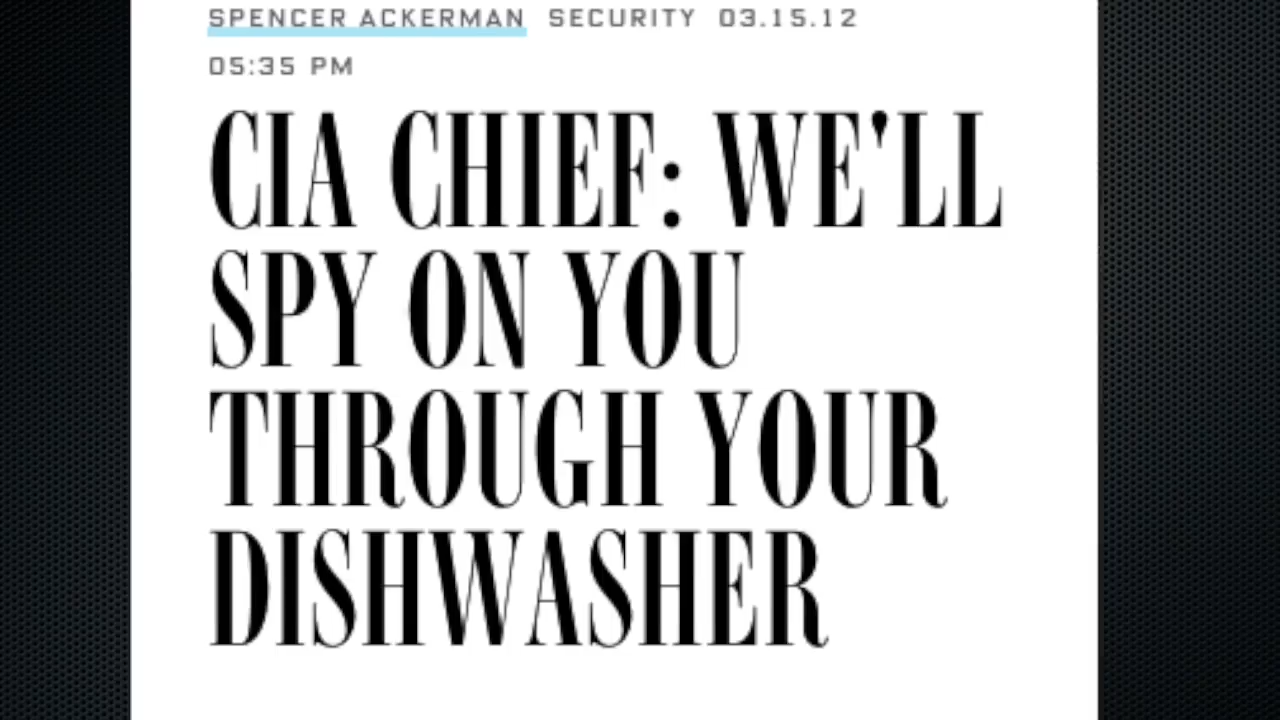 SPENCER ACKERMAN SECURITY 03.15.12
05:35 PM
CIA CHIEF: WE'LL
SPY ON YOU
THROUGH YOUR
DISHWASHER